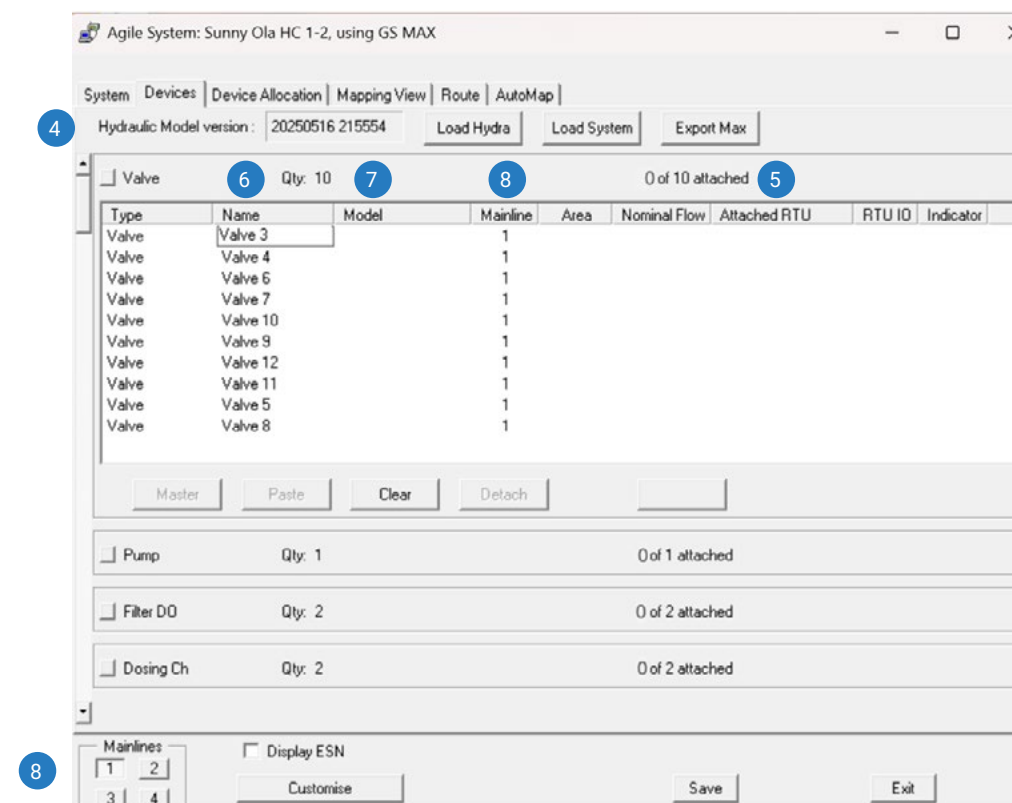 Agile System: Sunny Ola HC 1-2, using GS MAX
System Devices Device Allocation Mapping View Route AutoMap
4 Hydraulic Model version : 20250516 215554 Load Hydra Load System Export Max
Valve 6 Qty: 10 7 8 0 of 10 attached 5
Type Name Model Mainline Area Nominal Flow Attached RTU RTU IO Indicator
Valve Valve 3 1
Valve Valve 4 1
Valve Valve 6 1
Valve Valve 7 1
Valve Valve 10 1
Valve Valve 9 1
Valve Valve 12 1
Valve Valve 11 1
Valve Valve 5 1
Valve Valve 8 1
Master Paste Clear Detach
Pump Qty: 1 0 of 1 attached
Filter DO Qty: 2 0 of 2 attached
Dosing Ch Qty: 2 0 of 2 attached
Mainlines Display ESN
8 1 2
Customise Save Exit
3 4